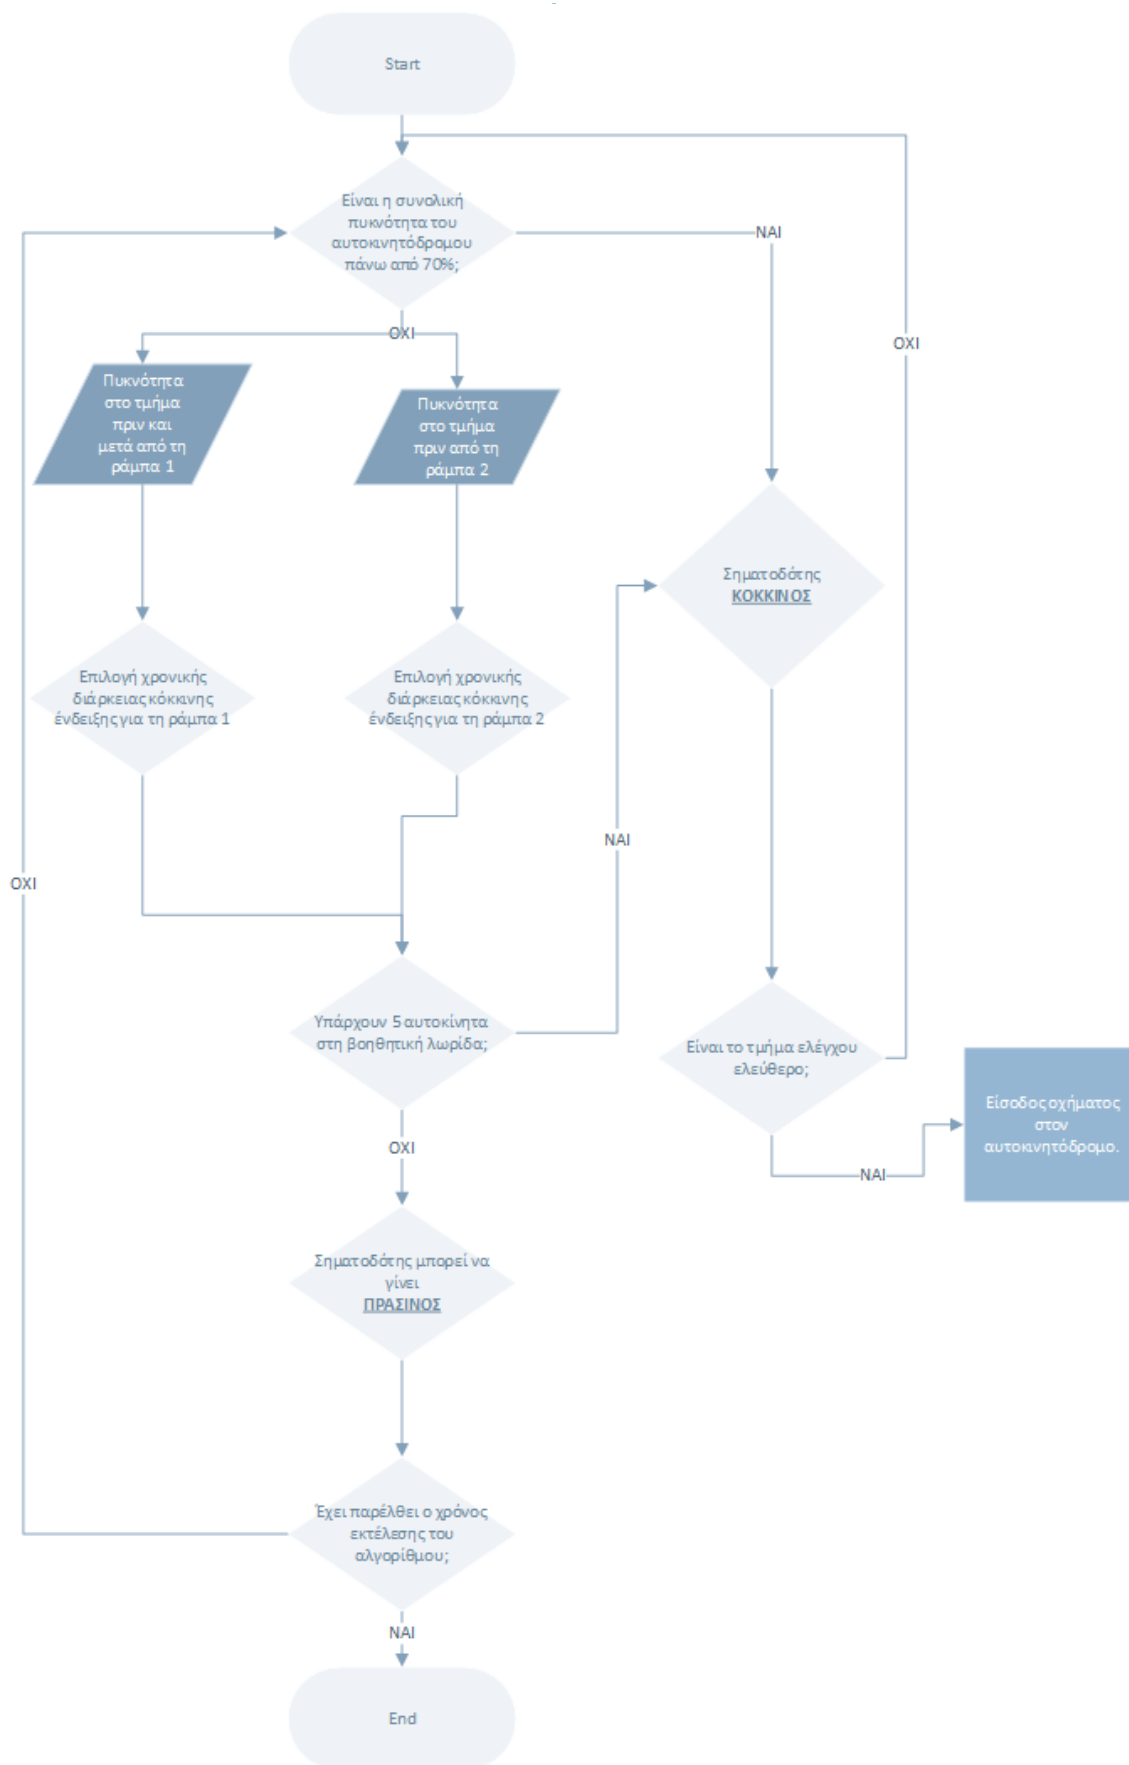 Start
Είναι η συνολική
πυκνότητα του
αυτοκινητόδρομου
πάνω από 70%;
ΝΑΙ
ΟΧΙ
ΟΧΙ
Πυκνότητα
στο τμήμα
πριν και
μετά από τη
ράμπα 1
Πυκνότητα
στο τμήμα
πριν από τη
ράμπα 2
Σηματοδότης
ΚΟΚΚΙΝΟΣ
Επιλογή χρονικής
διάρκειας κόκκινης
ένδειξης για τη ράμπα 1
Επιλογή χρονικής
διάρκειας κόκκινης
ένδειξης για τη ράμπα 2
ΝΑΙ
ΟΧΙ
Υπάρχουν 5 αυτοκίνητα
στη βοηθητική λωρίδα;
Είναι το τμήμα ελέγχου
ελεύθερο;
Είσοδος οχήματος
στον
αυτοκινητόδρομο.
ΟΧΙ
ΝΑΙ
Σηματοδότης μπορεί να
γίνει
ΠΡΑΣΙΝΟΣ
Έχει παρέλθει ο χρόνος
εκτέλεσης του
αλγορίθμου;
ΝΑΙ
End